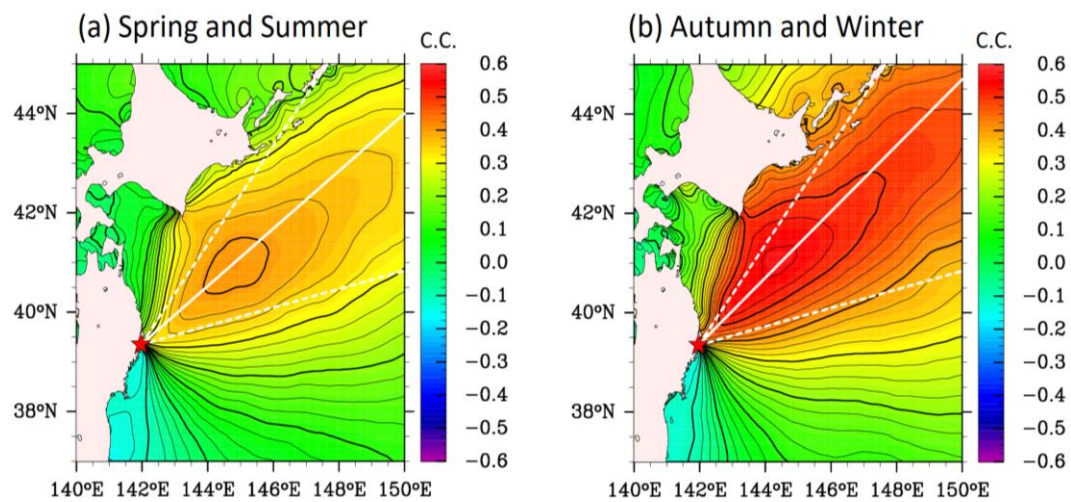 (a) Spring and Summer
C.C.
0.6
0.5
0.4
0.3
0.2
0.1
0.0
−0.1
−0.2
−0.3
−0.4
−0.5
−0.6
44°N
42°N
40°N
38°N
140°E 142°E 144°E 146°E 148°E 150°E
(b) Autumn and Winter
C.C.
0.6
0.5
0.4
0.3
0.2
0.1
0.0
−0.1
−0.2
−0.3
−0.4
−0.5
−0.6
44°N
42°N
40°N
38°N
140°E 142°E 144°E 146°E 148°E 150°E